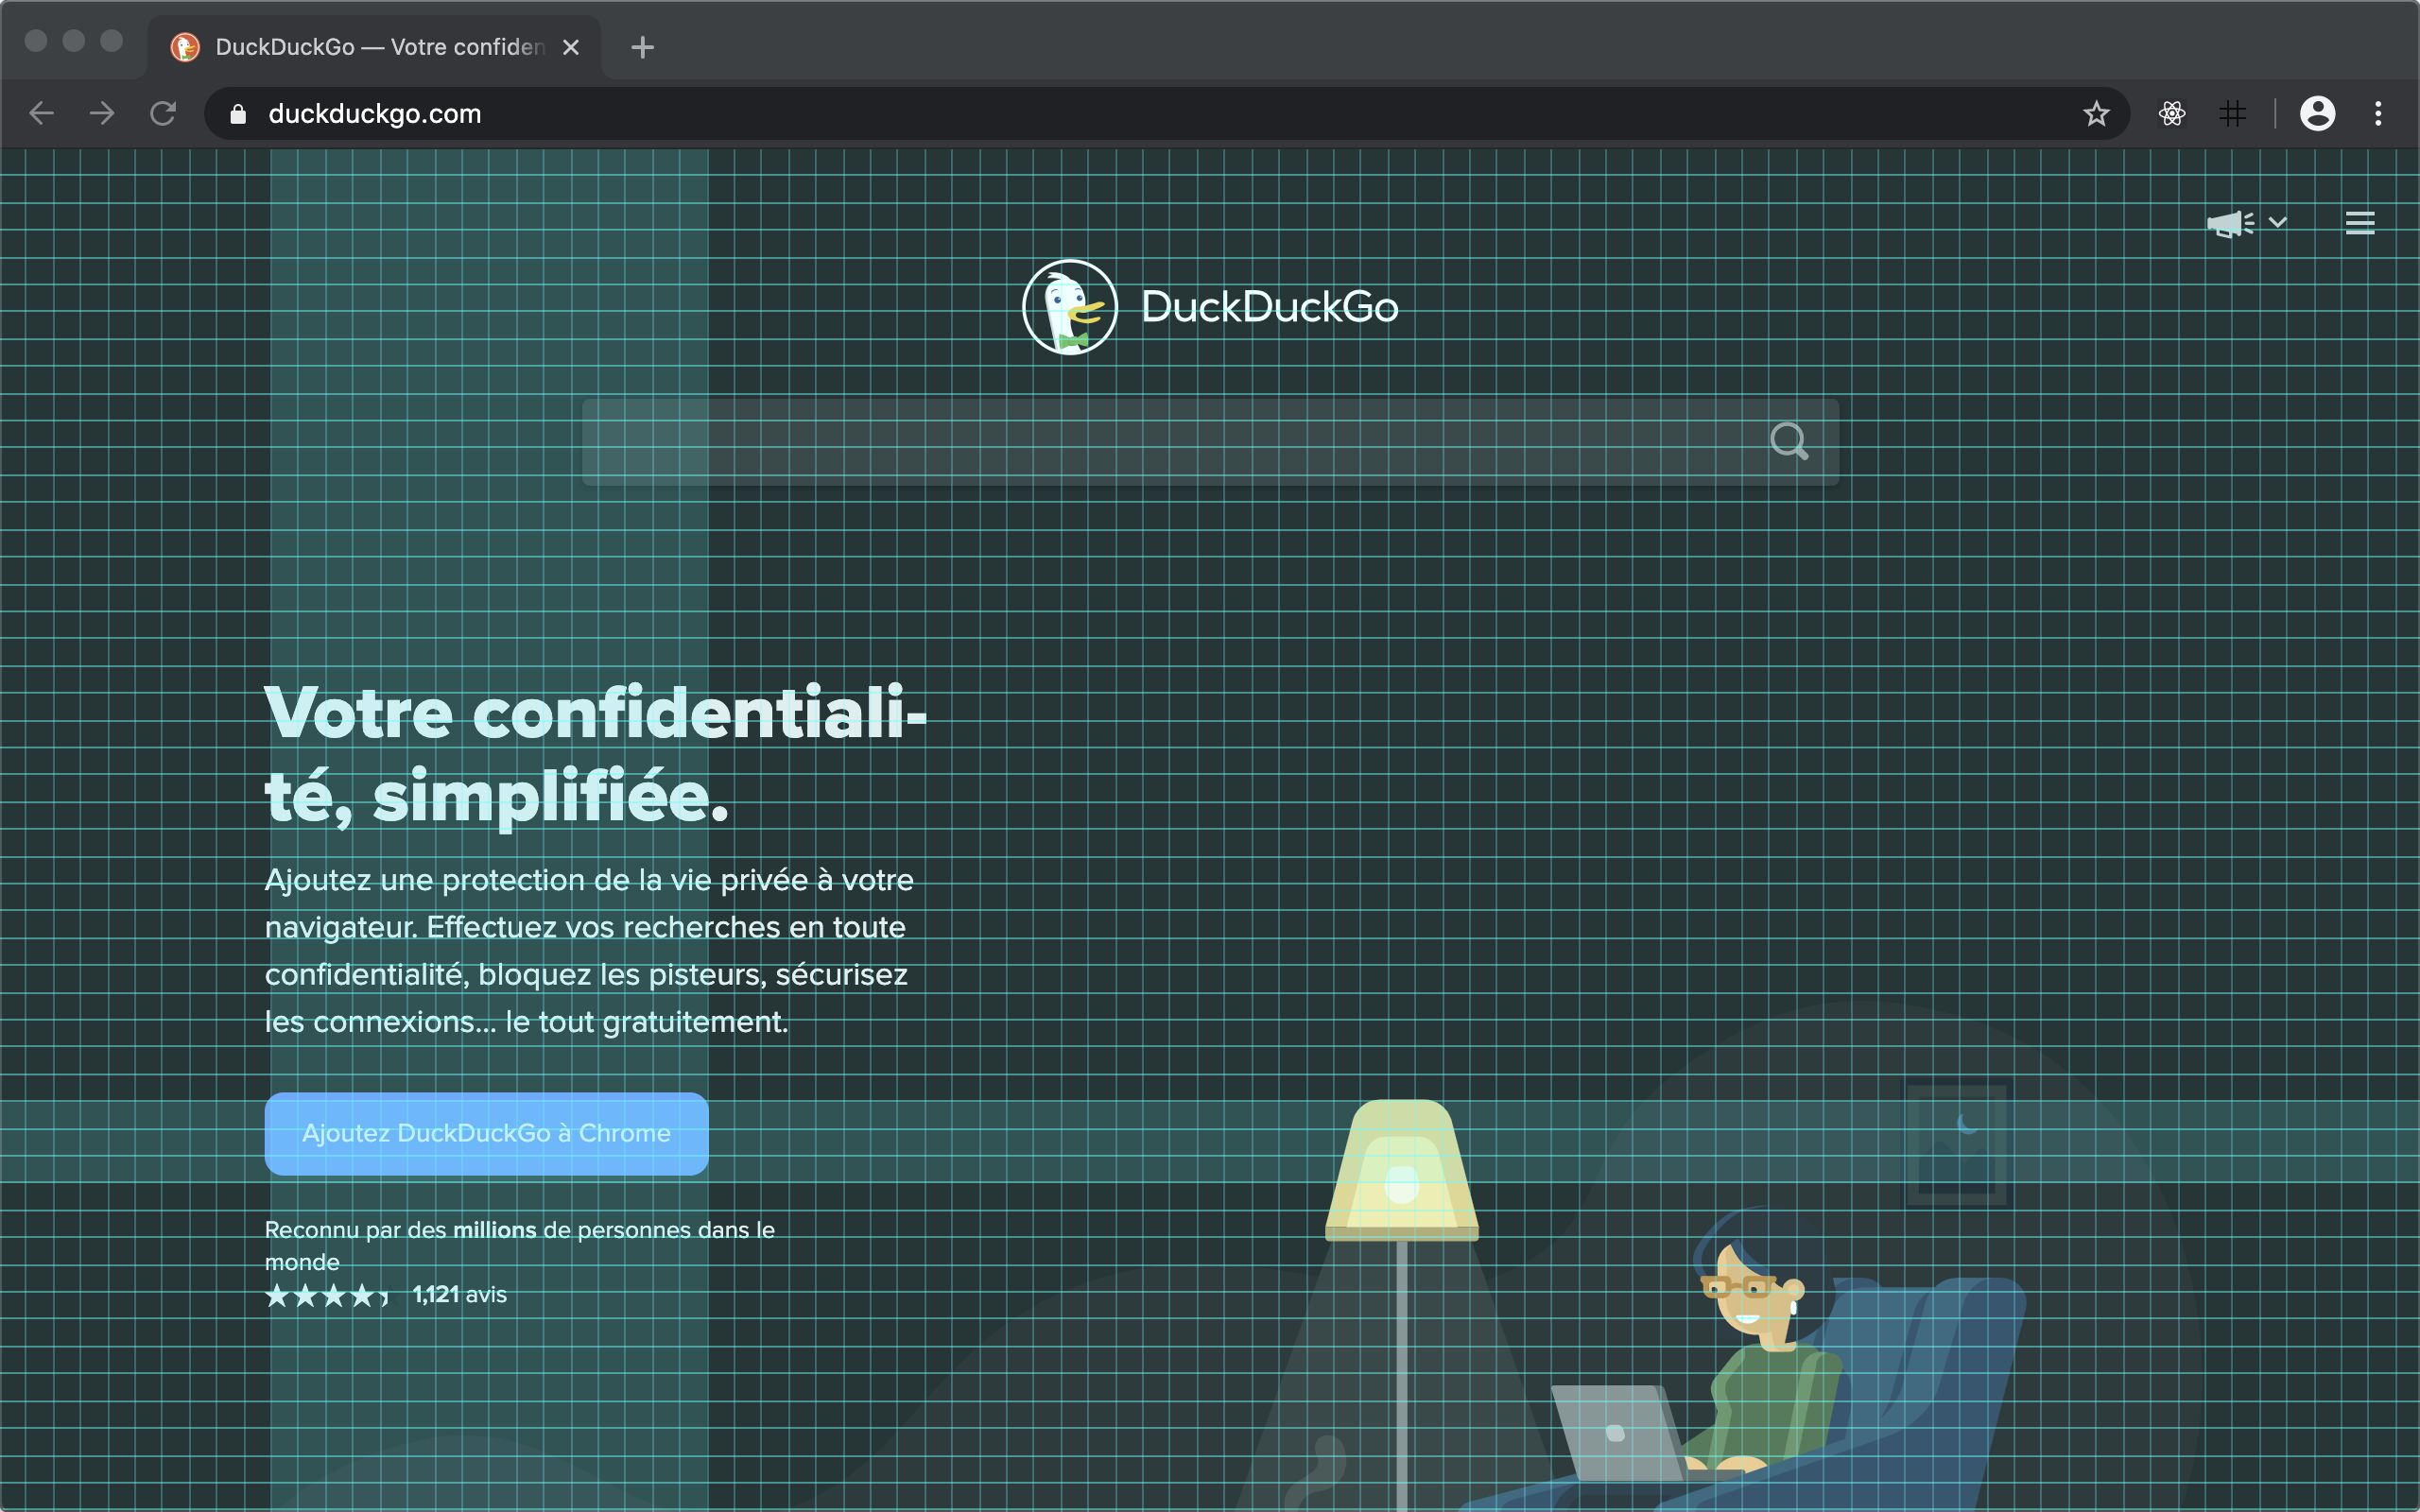 DuckDuckGo — Votre confiden
duckduckgo.com
DuckDuckGo
Votre confidentiali-
té, simplifiée.
Ajoutez une protection de la vie privée à votre
navigateur. Effectuez vos recherches en toute
confidentialité, bloquez les pisteurs, sécurisez
les connexions... le tout gratuitement.
Ajoutez DuckDuckGo à Chrome
Reconnu par des millions de personnes dans le
monde
1,121 avis